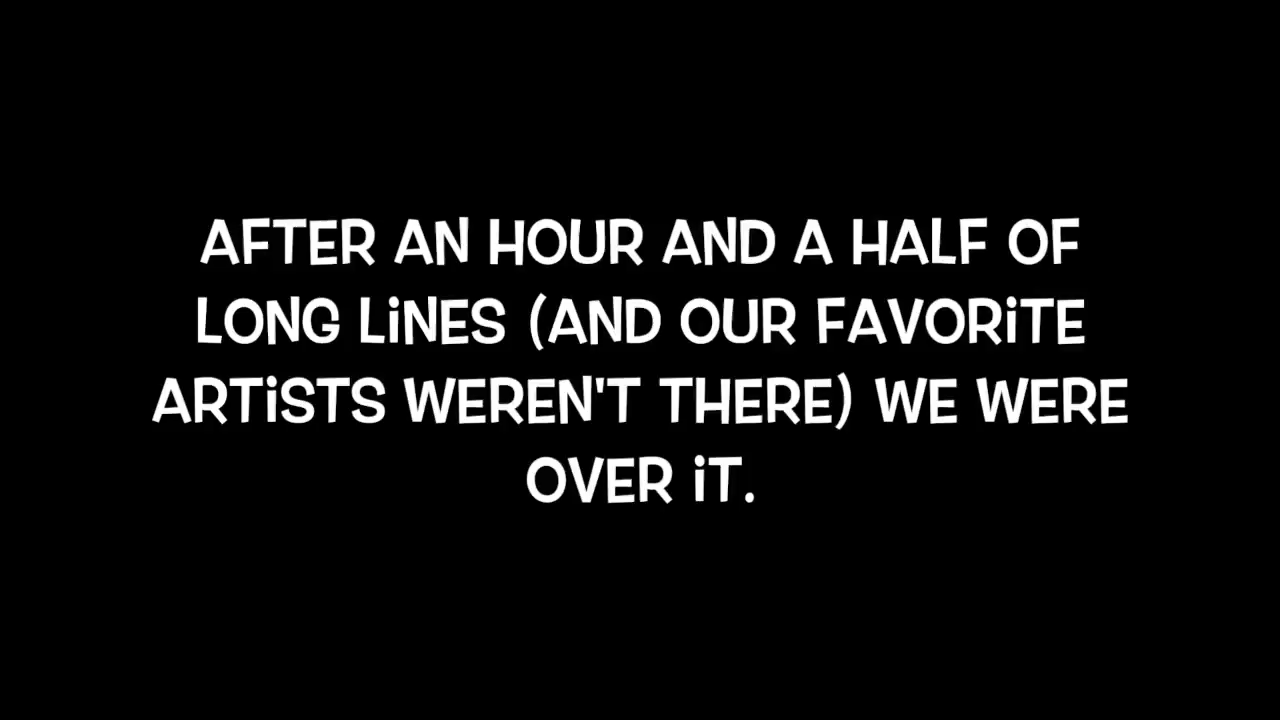 AFTER AN HOUR AND A HALF OF
LONG LiNES (AND OUR FAVORiTE
ARTiSTS WEREN'T THERE) WE WERE
OVER iT.